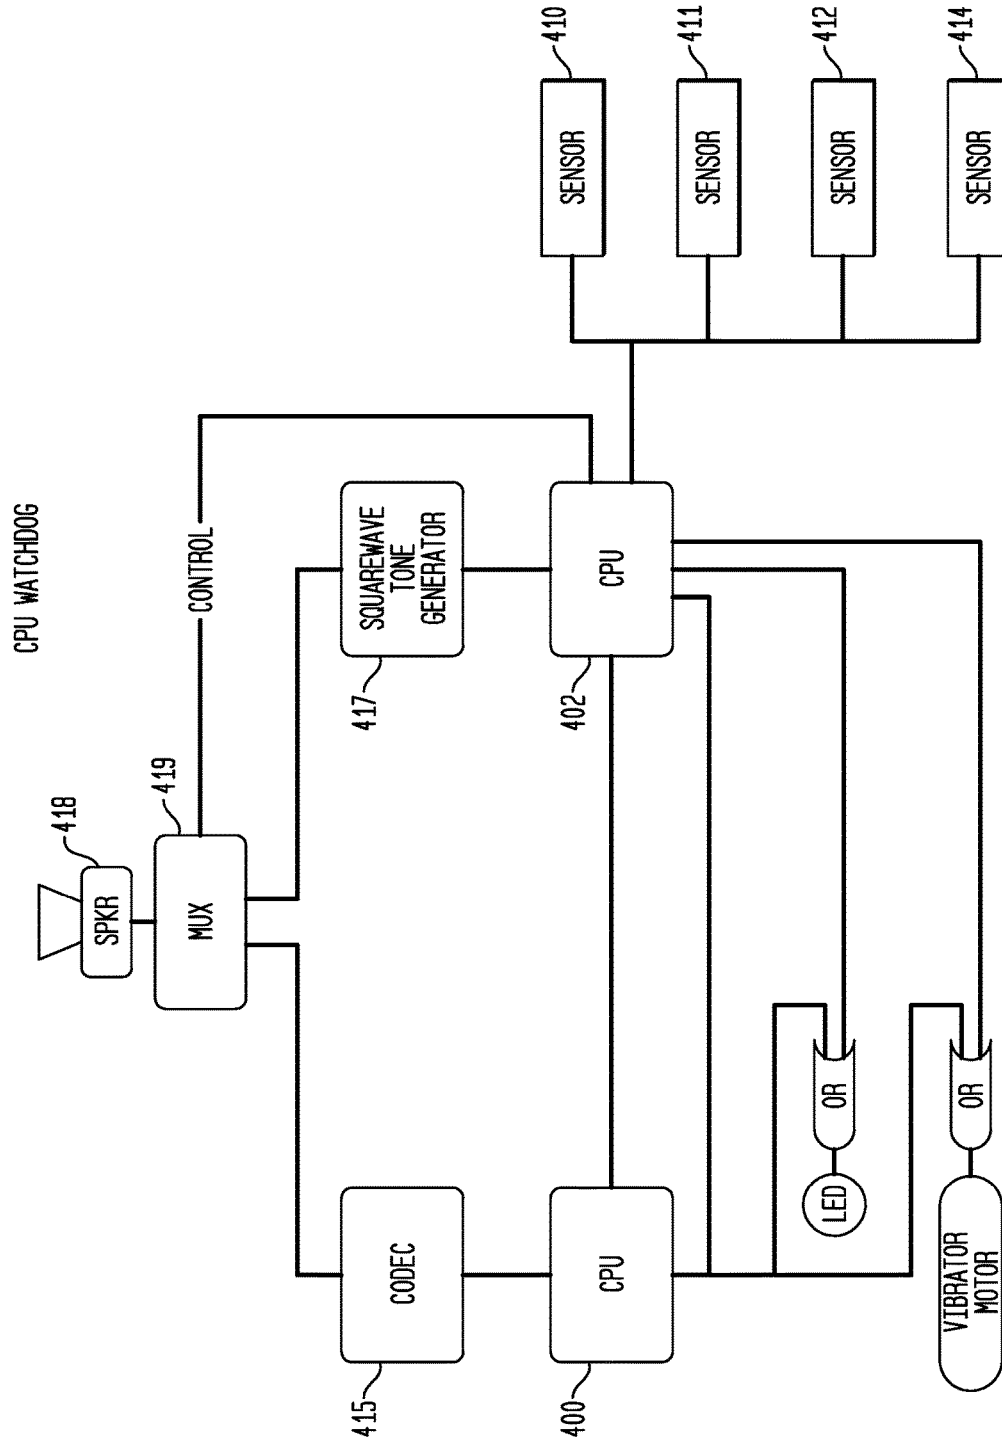 CPU WATCHDOG
418
SPKR
419
MUX
CONTROL
415
CODEC
417
SQUAREWAVE
TONE
GENERATOR
400
CPU
402
CPU
410
SENSOR
411
SENSOR
412
SENSOR
414
SENSOR
LED
OR
VIBRATOR
MOTOR
OR